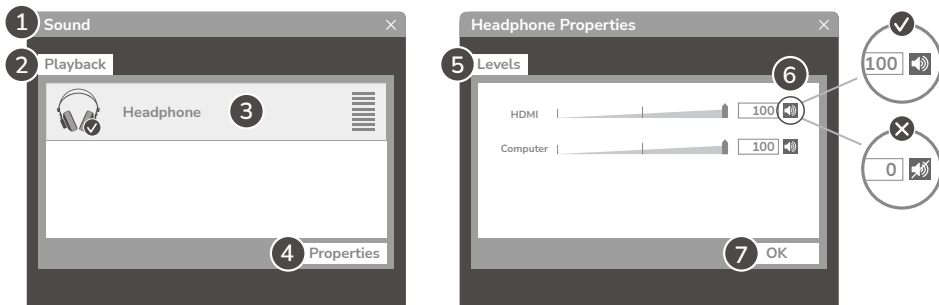 1 Sound
2 Playback
Headphone 3
4 Properties
Headphone Properties
5 Levels
6
HDMI 100
Computer 100
7 OK
100
0